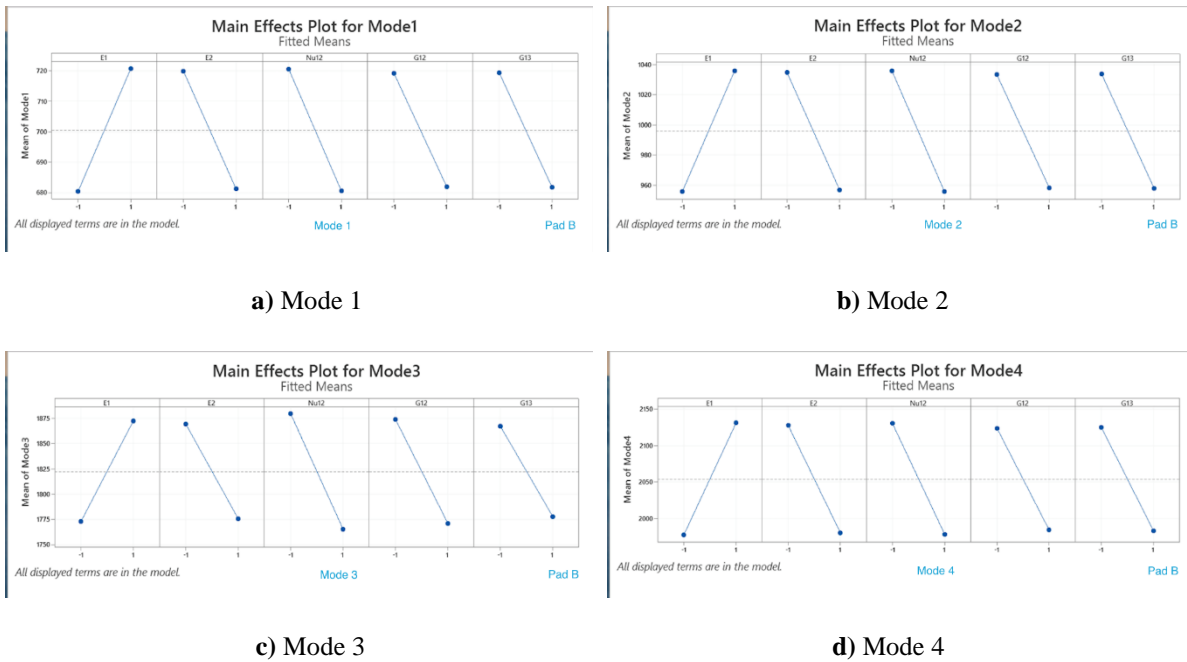 Main Effects Plot for Mode1
Fitted Means
E1 E2 Nu12 G12 G13
Mean of Mode1
720
710
700
690
680
-1 1 -1 1 -1 1 -1 1 -1 1
All displayed terms are in the model. Mode 1 Pad B
a) Mode 1
Main Effects Plot for Mode2
Fitted Means
E1 E2 Nu12 G12 G13
Mean of Mode2
1040
1020
1000
980
960
-1 1 -1 1 -1 1 -1 1 -1 1
All displayed terms are in the model. Mode 2 Pad B
b) Mode 2
Main Effects Plot for Mode3
Fitted Means
E1 E2 Nu12 G12 G13
Mean of Mode3
1875
1850
1825
1800
1775
1750
-1 1 -1 1 -1 1 -1 1 -1 1
All displayed terms are in the model. Mode 3 Pad B
c) Mode 3
Main Effects Plot for Mode4
Fitted Means
E1 E2 Nu12 G12 G13
Mean of Mode4
2150
2100
2050
2000
-1 1 -1 1 -1 1 -1 1 -1 1
All displayed terms are in the model. Mode 4 Pad B
d) Mode 4